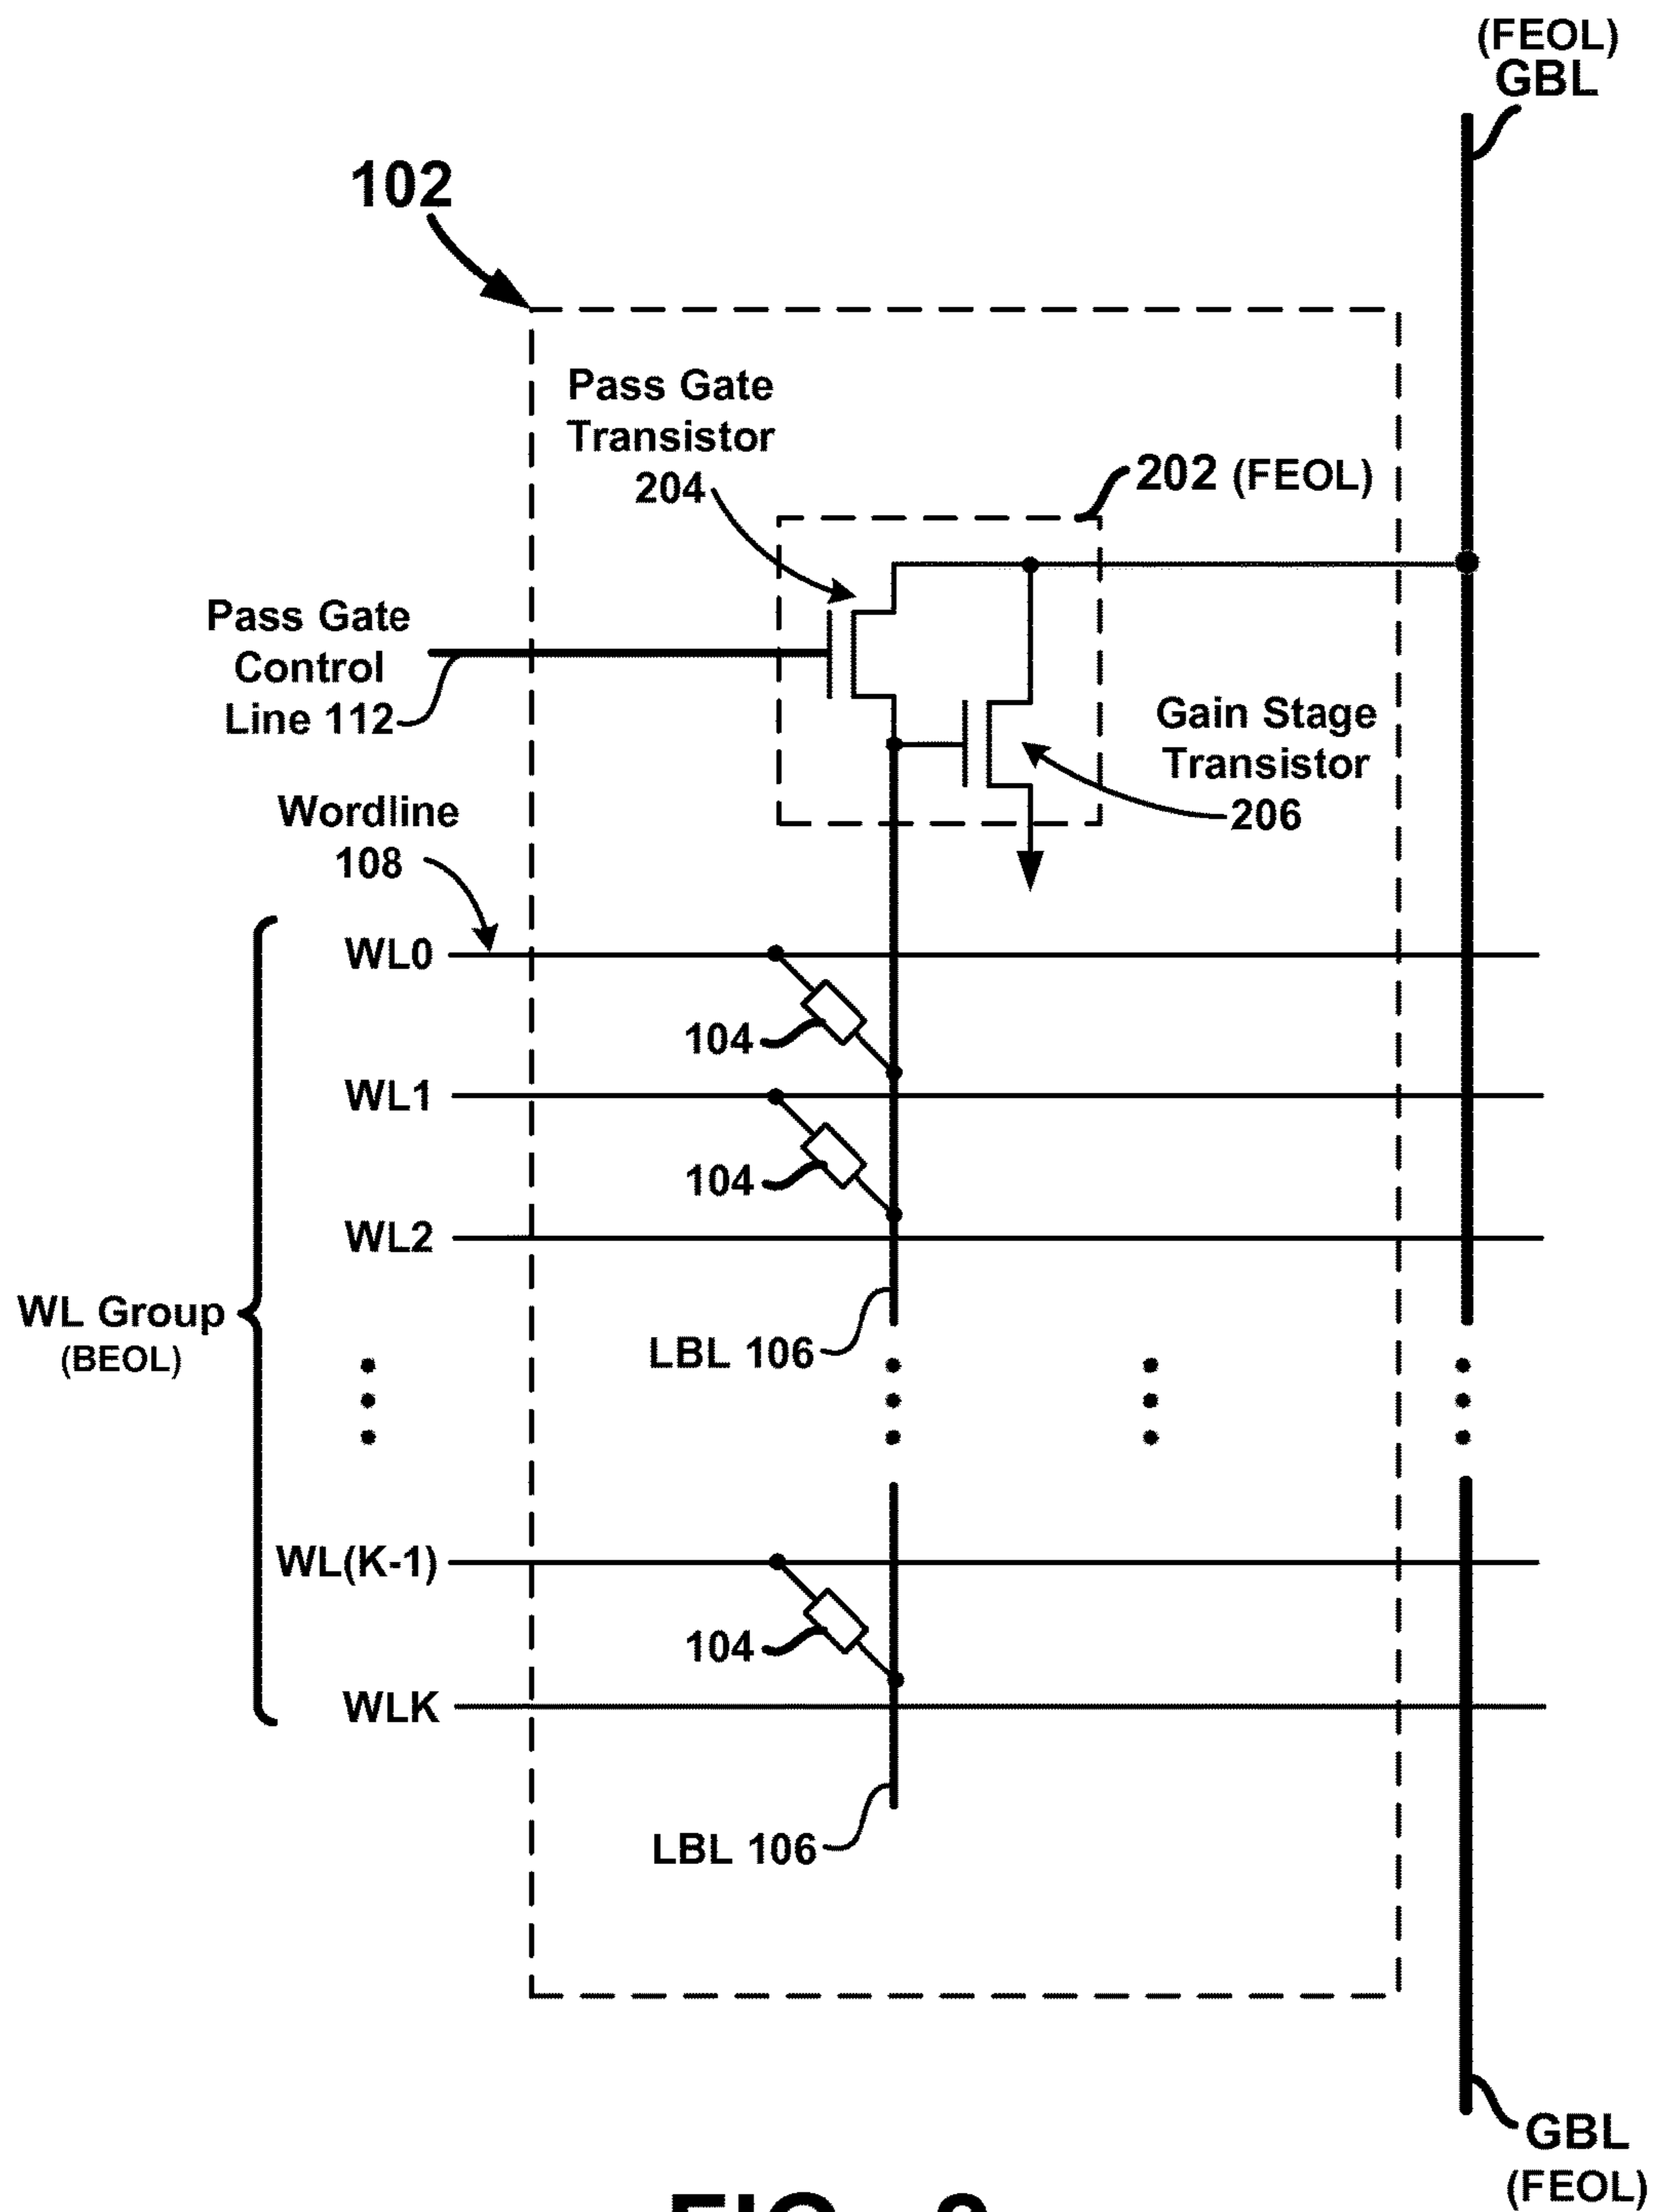 (FEOL)
GBL
102
Pass Gate
Transistor
204
202 (FEOL)
Pass Gate
Control
Line 112
Gain Stage
Transistor
206
Wordline
108
WL0
104
WL1
104
WL2
WL Group
(BEOL)
LBL 106
WL(K-1)
104
WLK
LBL 106
GBL
(FEOL)